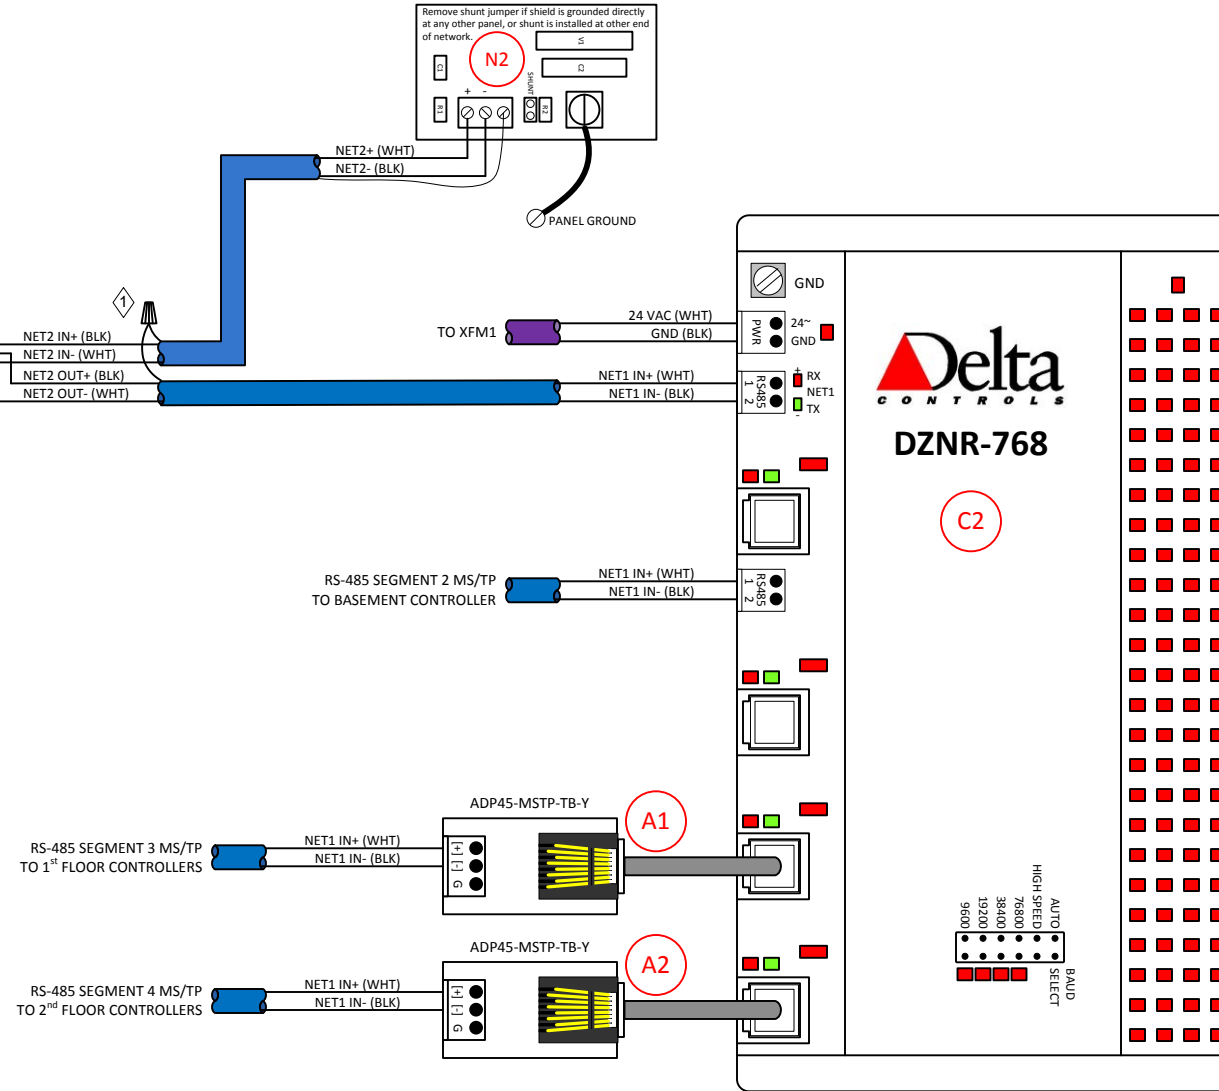 Remove shunt jumper if shield is grounded directly
at any other panel, or shunt is installed at other end
of network.
N2
V1
C1
C2
SHUNT
+ -
R1
R2
NET2+ (WHT)
NET2- (BLK)
PANEL GROUND
1
NET2 IN+ (BLK)
NET2 IN- (WHT)
NET2 OUT+ (BLK)
NET2 OUT- (WHT)
TO XFM1
24 VAC (WHT)
GND (BLK)
GND
PWR
24~
GND
NET1 IN+ (WHT)
NET1 IN- (BLK)
RS-485
1 2
+
RX
NET1
TX
-
Delta
CONTROLS
DZNR-768
C2
RS-485 SEGMENT 2 MS/TP
TO BASEMENT CONTROLLER
NET1 IN+ (WHT)
NET1 IN- (BLK)
RS485
1 2
ADP45-MSTP-TB-Y
A1
RS-485 SEGMENT 3 MS/TP
TO 1st FLOOR CONTROLLERS
NET1 IN+ (WHT)
NET1 IN- (BLK)
[+]
[-]
G
ADP45-MSTP-TB-Y
A2
RS-485 SEGMENT 4 MS/TP
TO 2nd FLOOR CONTROLLERS
NET1 IN+ (WHT)
NET1 IN- (BLK)
[+]
[-]
G
9600
19200
38400
76800
HIGH SPEED
AUTO
BAUD
SELECT